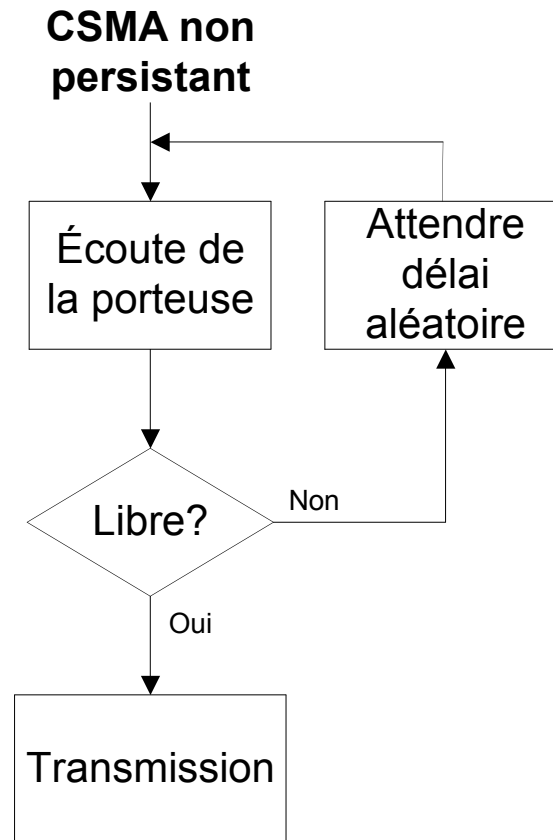 CSMA non
persistant
Écoute de
la porteuse
Attendre
délai
aléatoire
Libre?
Non
Oui
Transmission